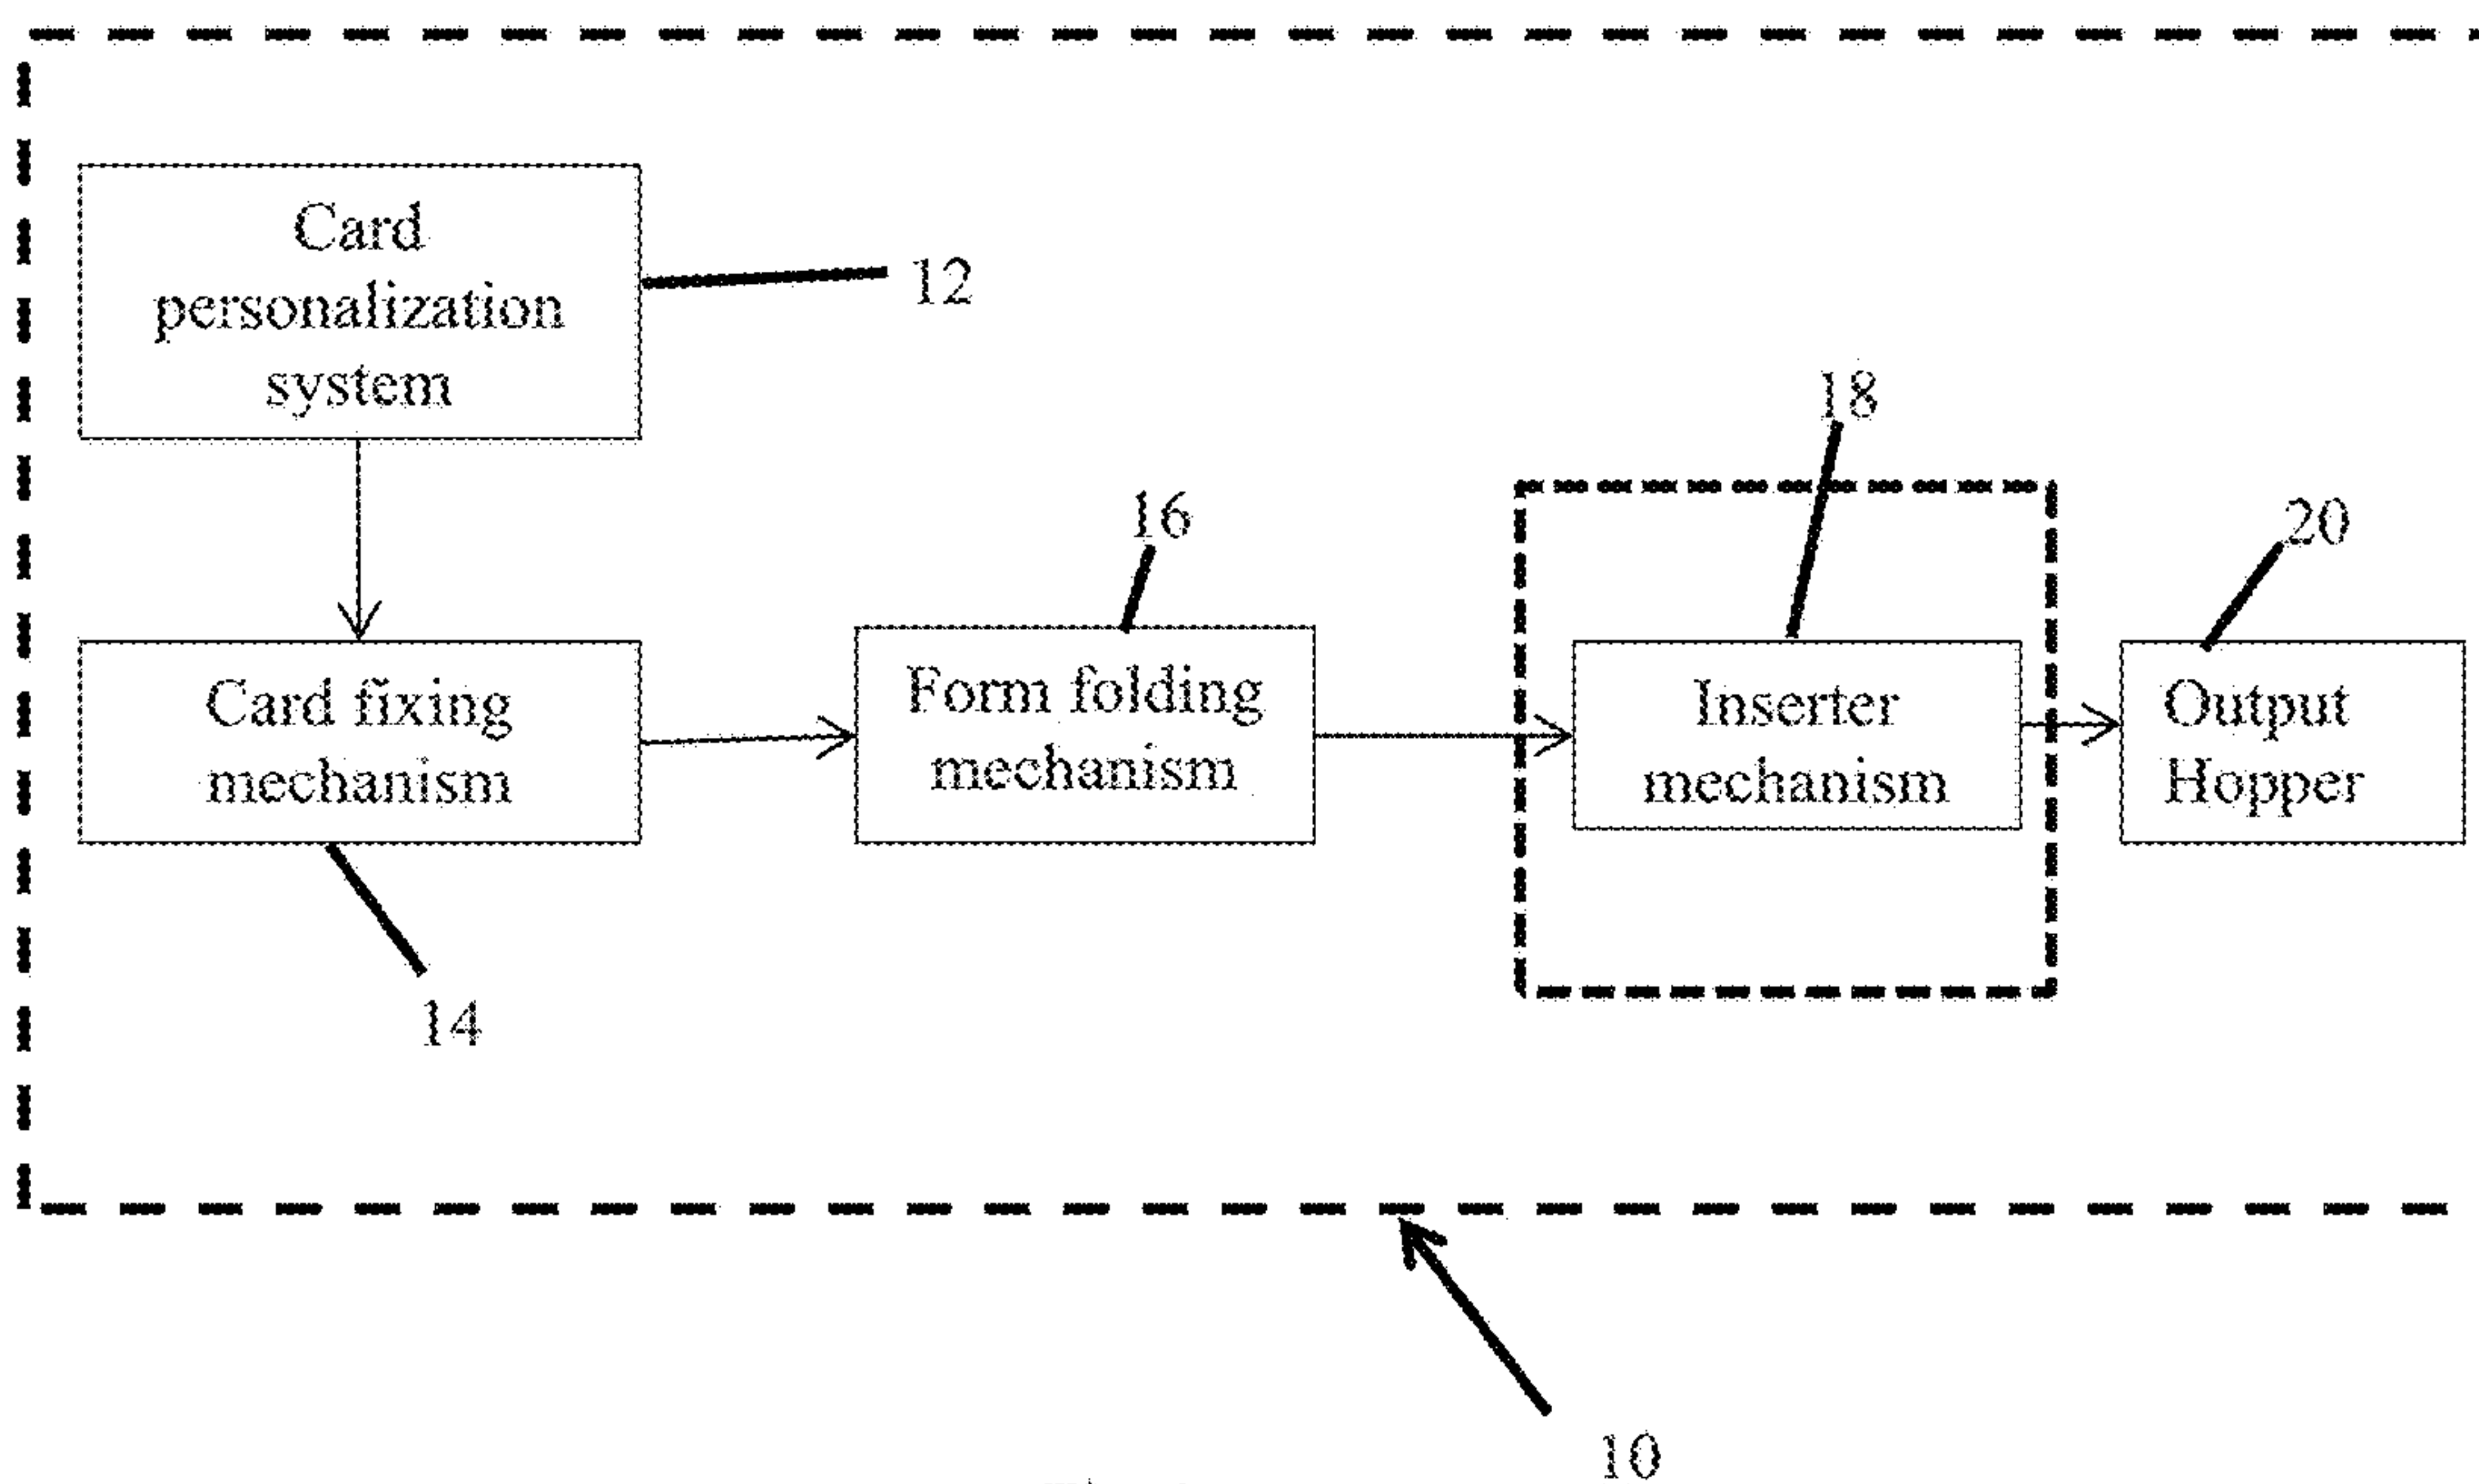 Card
personalization
system
12
18
16
20
Card fixing
mechanism
Form folding
mechanism
Inserter
mechanism
Output
Hopper
14
10